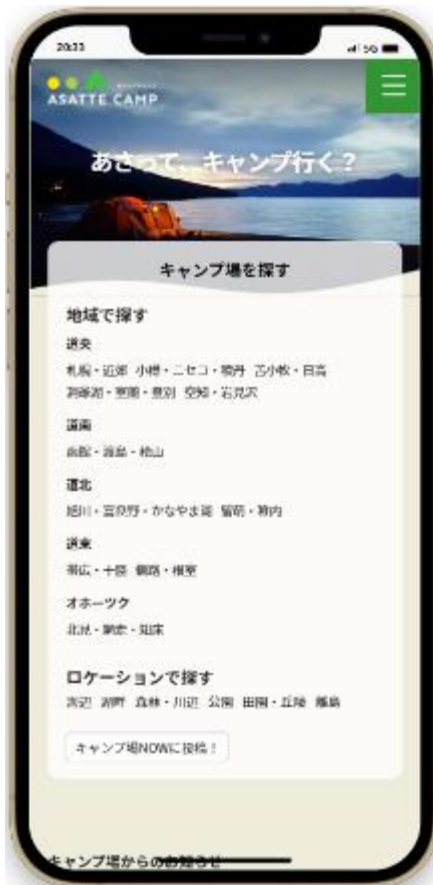 20:33
5G
ASATTE CAMP
あさって、キャンプ行く？
キャンプ場を探す
地域で探す
道央
札幌・近郊 小樽・ニセコ・積丹 苫小牧・日高
洞爺湖・室蘭・登別 空知・岩見沢
道南
函館・渡島・桧山
道北
旭川・富良野・かなやま湖 留萌・稚内
道東
帯広・十勝 釧路・根室
オホーツク
北見・網走・知床
ロケーションで探す
海辺 湖畔 森林・川辺 公園 田園・丘陵 離島
キャンプ場NOWに投稿！
キャンプ場からのお知らせ